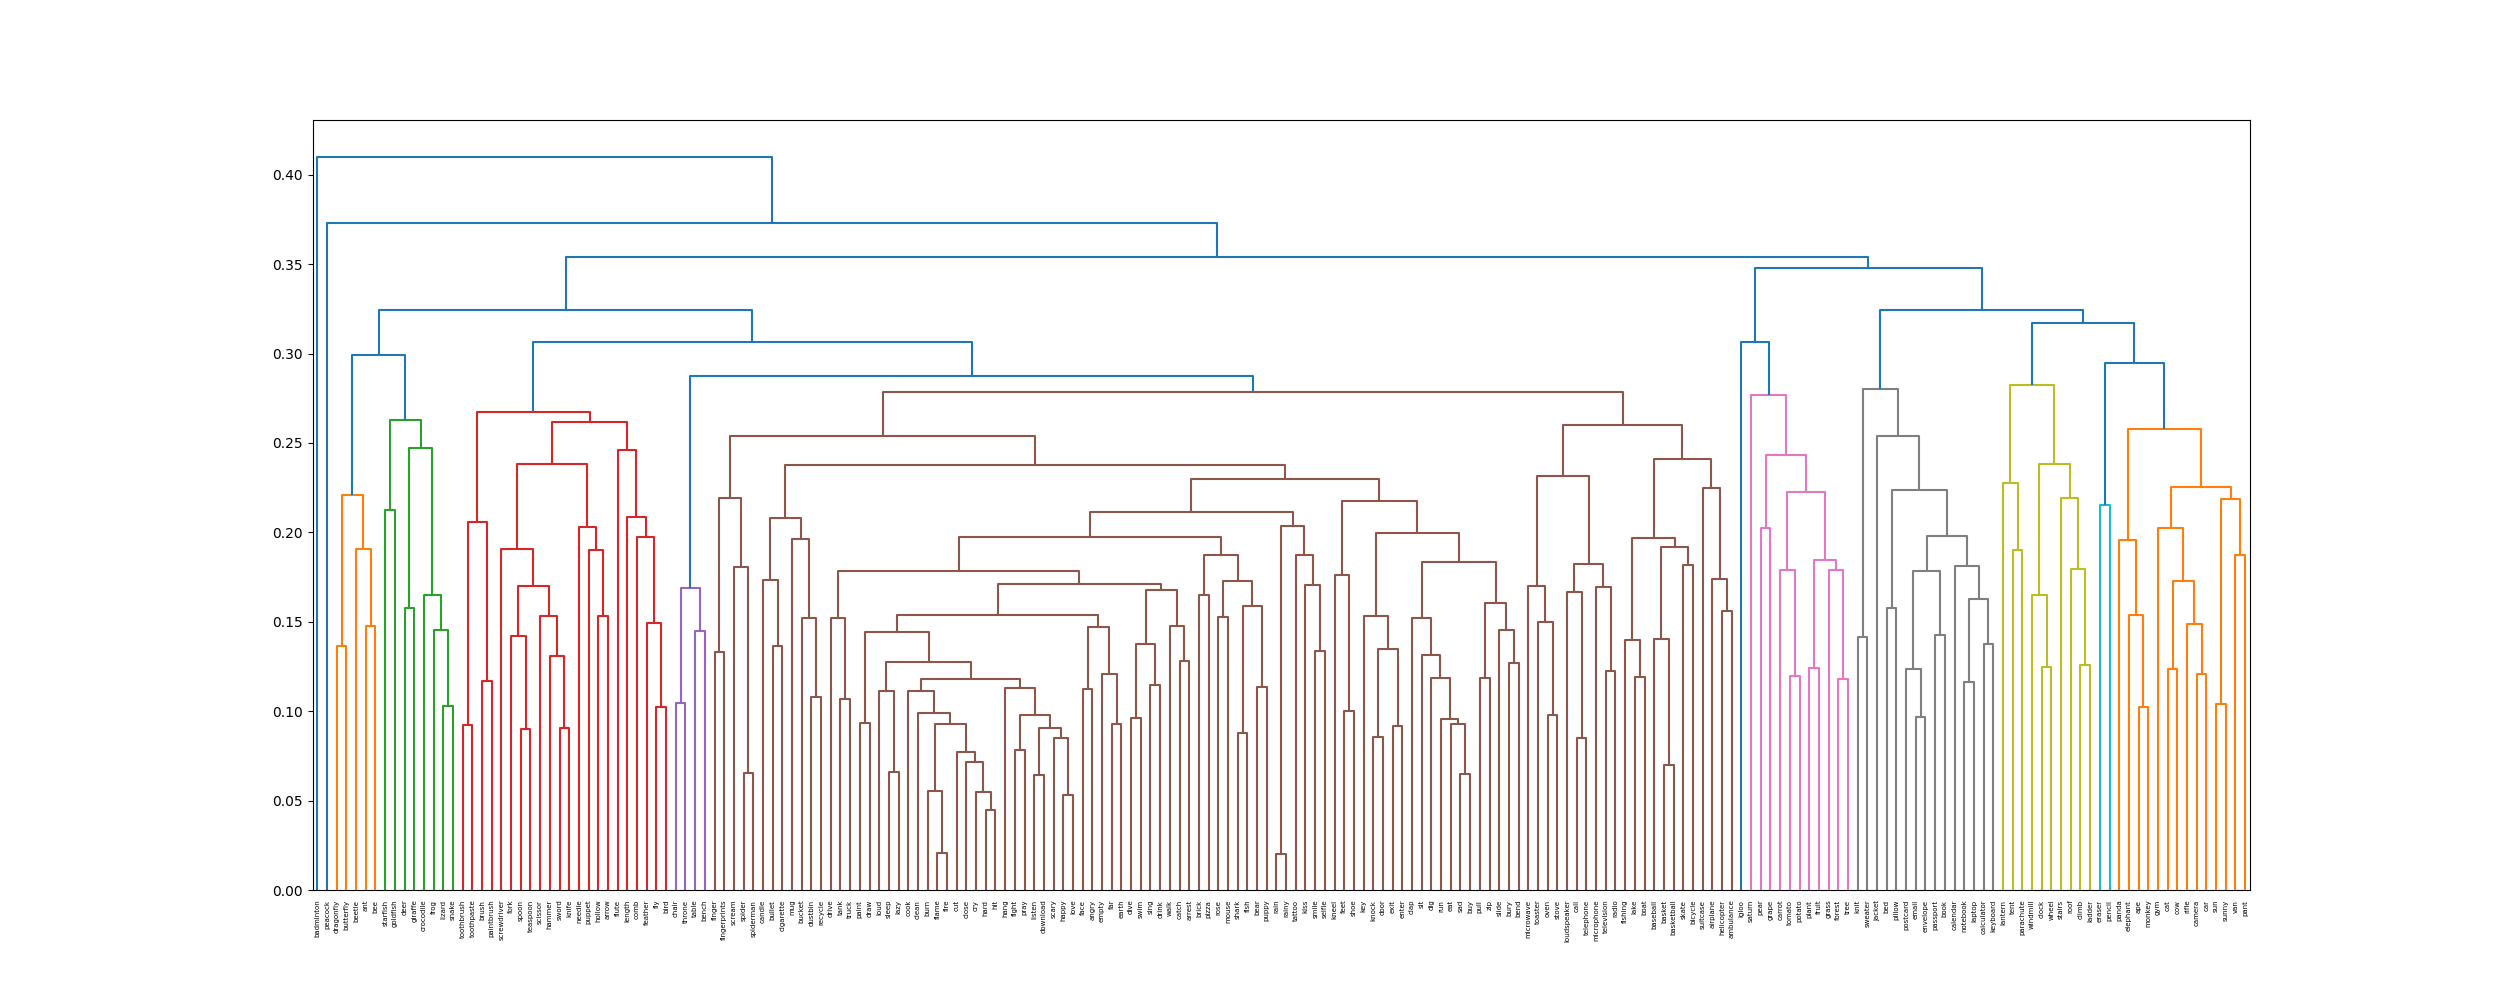 0.40
0.35
0.30
0.25
0.20
0.15
0.10
0.05
0.00
badminton
peacock
dragonfly
butterfly
beetle
ant
bee
starfish
goldfish
deer
giraffe
crocodile
frog
lizard
snake
toothbrush
toothpaste
brush
paintbrush
screwdriver
fork
spoon
teaspoon
scissor
hammer
sword
knife
needle
puppet
hollow
arrow
flute
length
comb
feather
fly
bird
chair
throne
table
bench
finger
fingerprints
scream
spider
spiderman
candle
bullet
cigarette
mug
bucket
dustbin
recycle
drive
tank
truck
paint
draw
loud
sleep
lazy
cook
clean
burn
flame
fire
cut
close
cry
hard
hit
hang
fight
pray
listen
download
scary
happy
love
face
angry
empty
far
earth
dive
swim
sing
drink
walk
catch
arrest
brick
pizza
rose
mouse
shark
fish
bear
puppy
rain
rainy
tattoo
kiss
smile
selfie
kneel
feet
shoe
key
knock
door
exit
enter
clap
sit
dig
run
eat
sad
buy
pull
zip
slide
bury
bend
microwave
toaster
oven
stove
loudspeaker
call
telephone
microphone
television
radio
fishing
lake
boat
baseball
basket
basketball
skate
bicycle
suitcase
airplane
helicopter
ambulance
igloo
saturn
pear
grape
carrot
tomato
potato
plant
fruit
grass
forest
tree
knit
sweater
jacket
bed
pillow
postcard
email
envelope
passport
book
calendar
notebook
laptop
calculator
keyboard
lantern
tent
parachute
windmill
clock
wheel
stairs
roof
climb
ladder
eraser
pencil
panda
elephant
ape
monkey
gym
cat
cow
rifle
camera
car
sun
sunny
van
pant